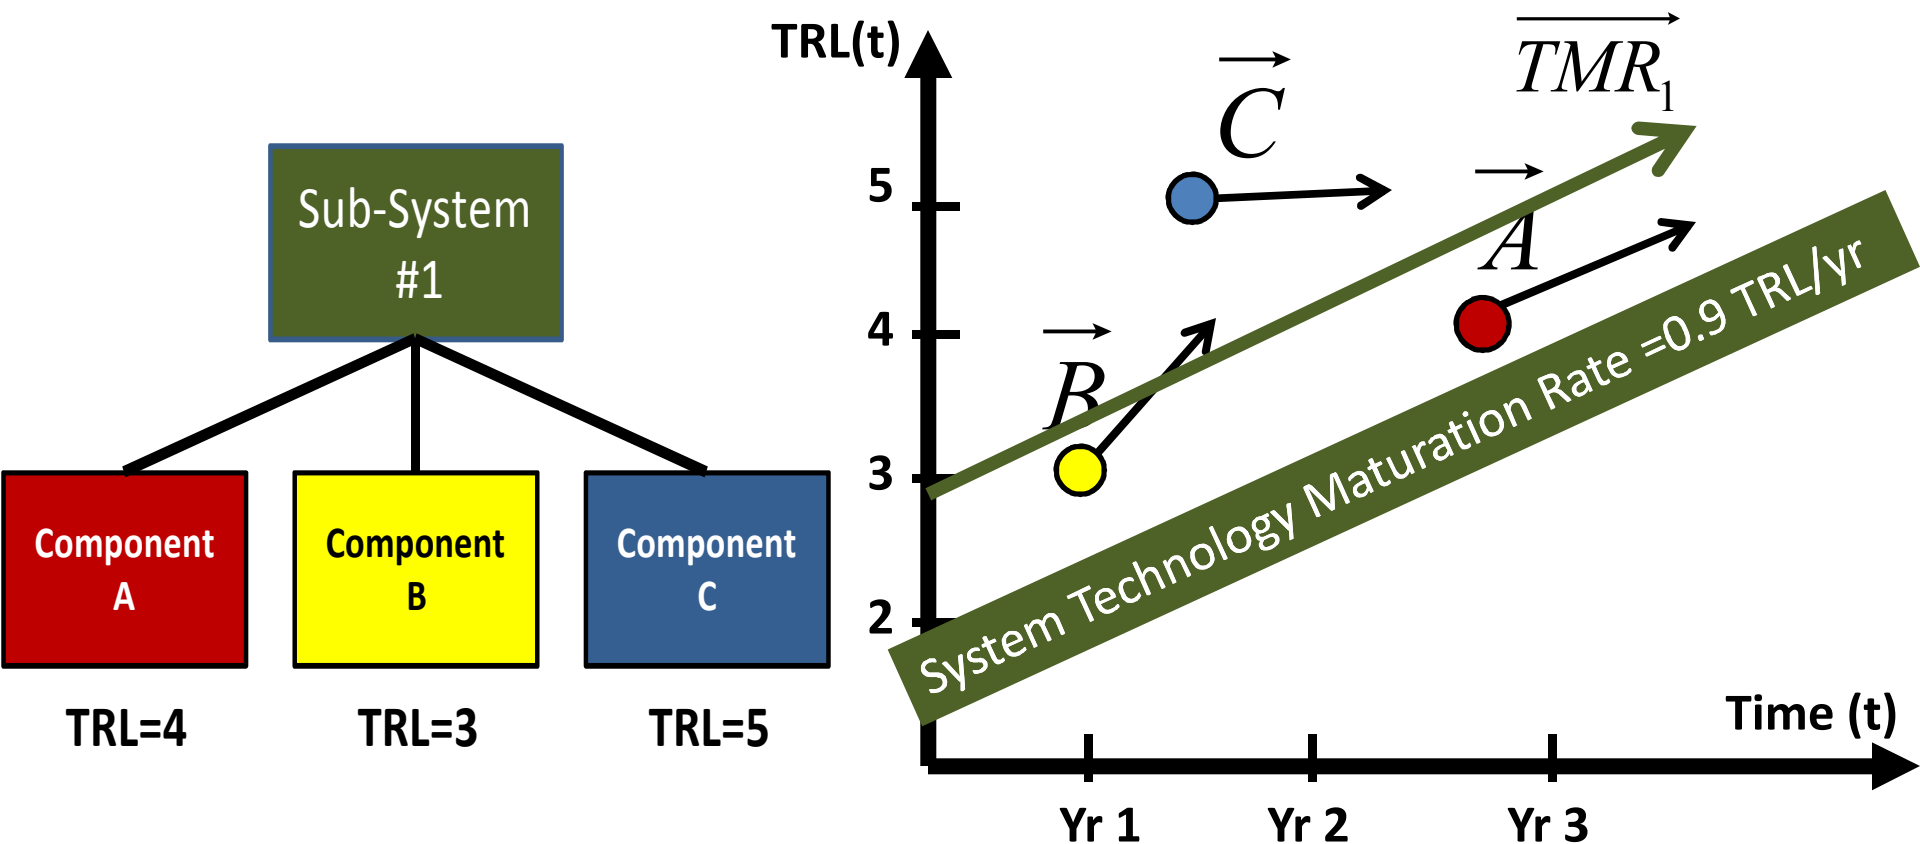 Sub-System
#1
Component
A
Component
B
Component
C
TRL=4
TRL=3
TRL=5
TRL(t)
5
4
3
2
C
TMR1
A
B
System Technology Maturation Rate =0.9 TRL/yr
Time (t)
Yr 1
Yr 2
Yr 3